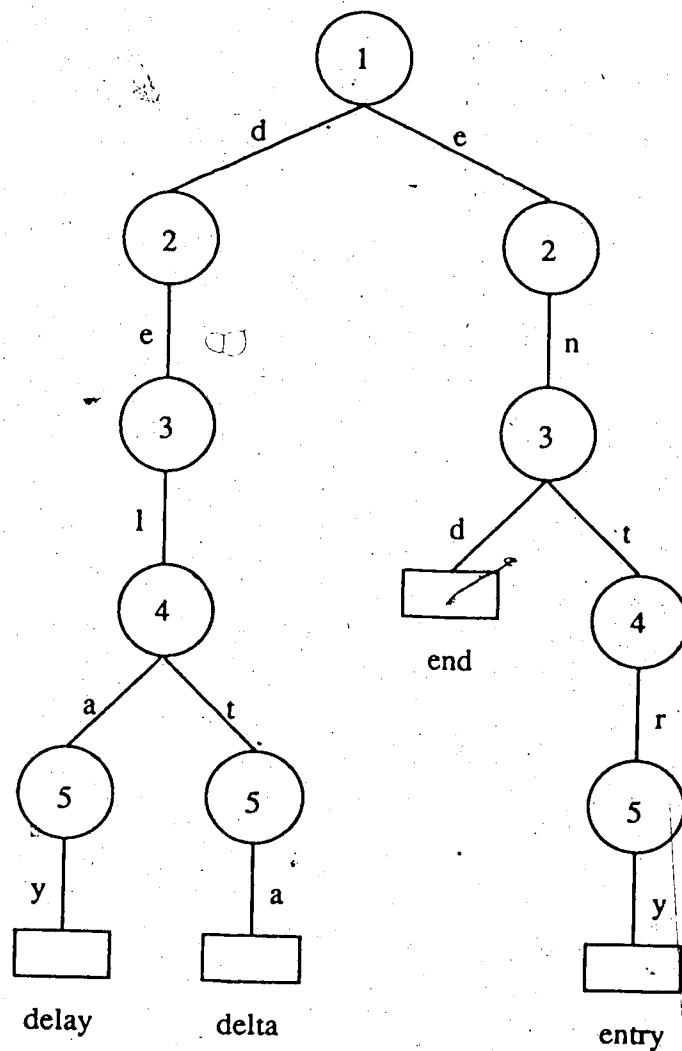 1
d e
2 2
e n
3 3
l d t
4 4
end
a t r
5 5 5
y a y
delay delta entry